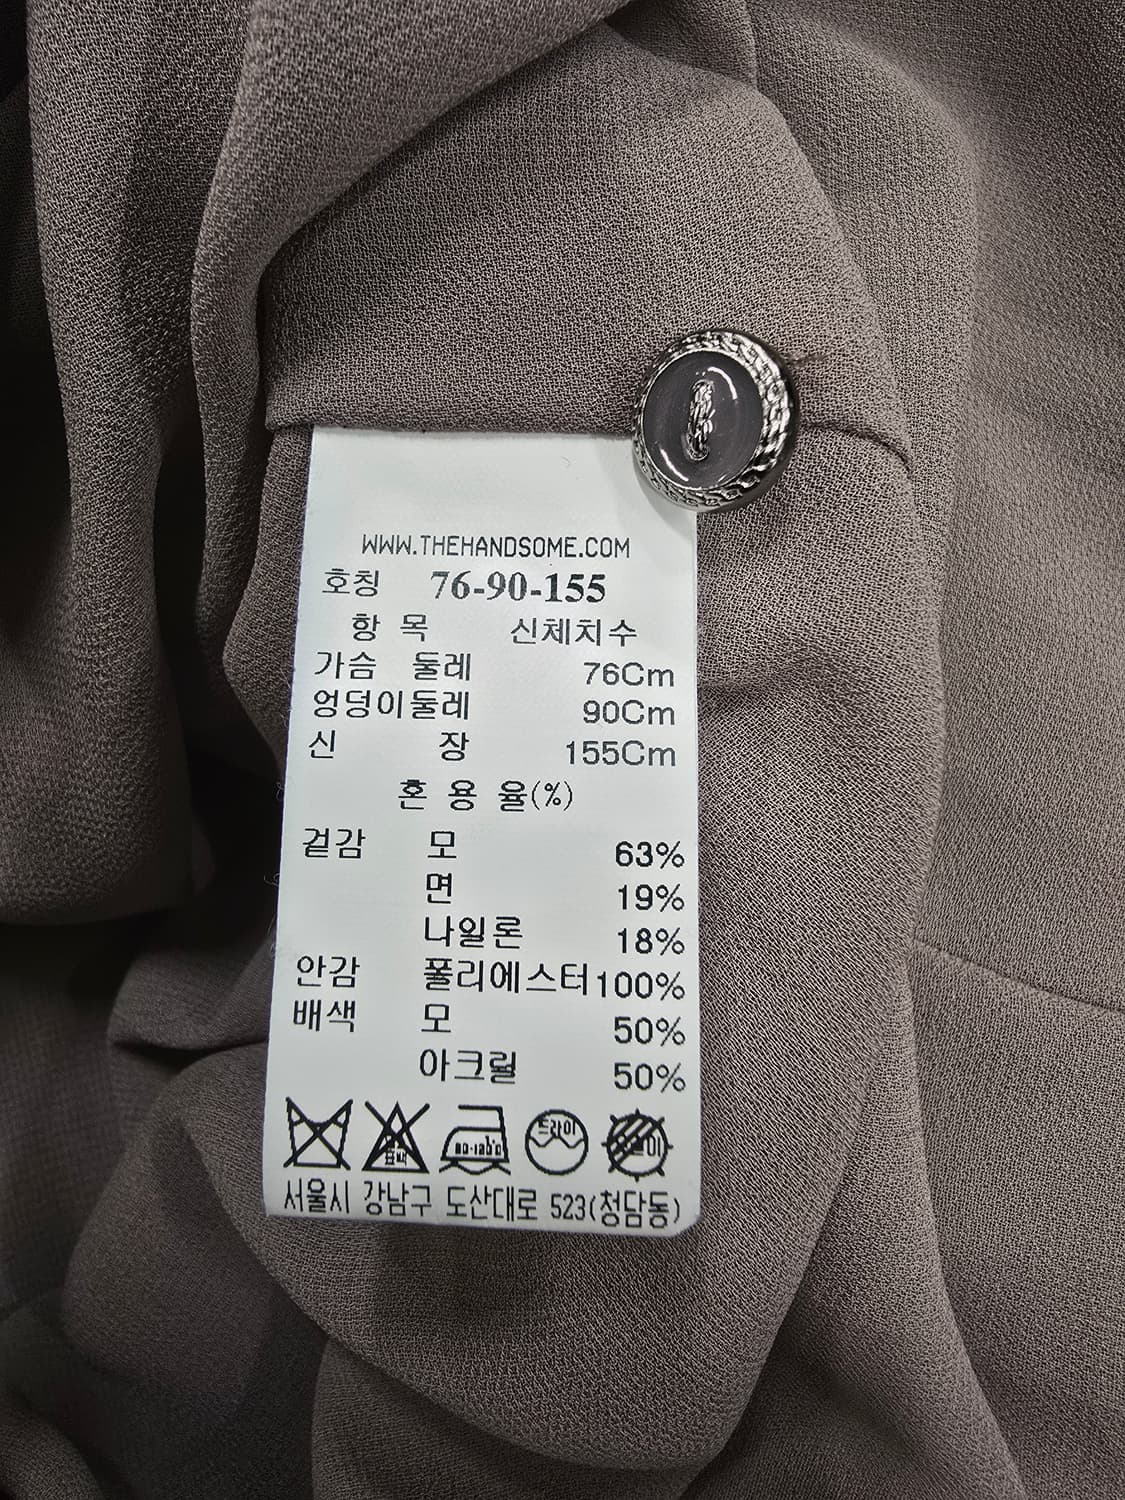 WWW.THEHANDSOME.COM
호칭 76-90-155
항 목 신체치수
가슴 둘레 76Cm
엉덩이둘레 90Cm
신 장 155Cm
혼 용 율(%)
겉감 모 63%
면 19%
나일론 18%
안감 폴리에스터100%
배색 모 50%
아크릴 50%
표백 드라이
서울시 강남구 도산대로 523(청담동)